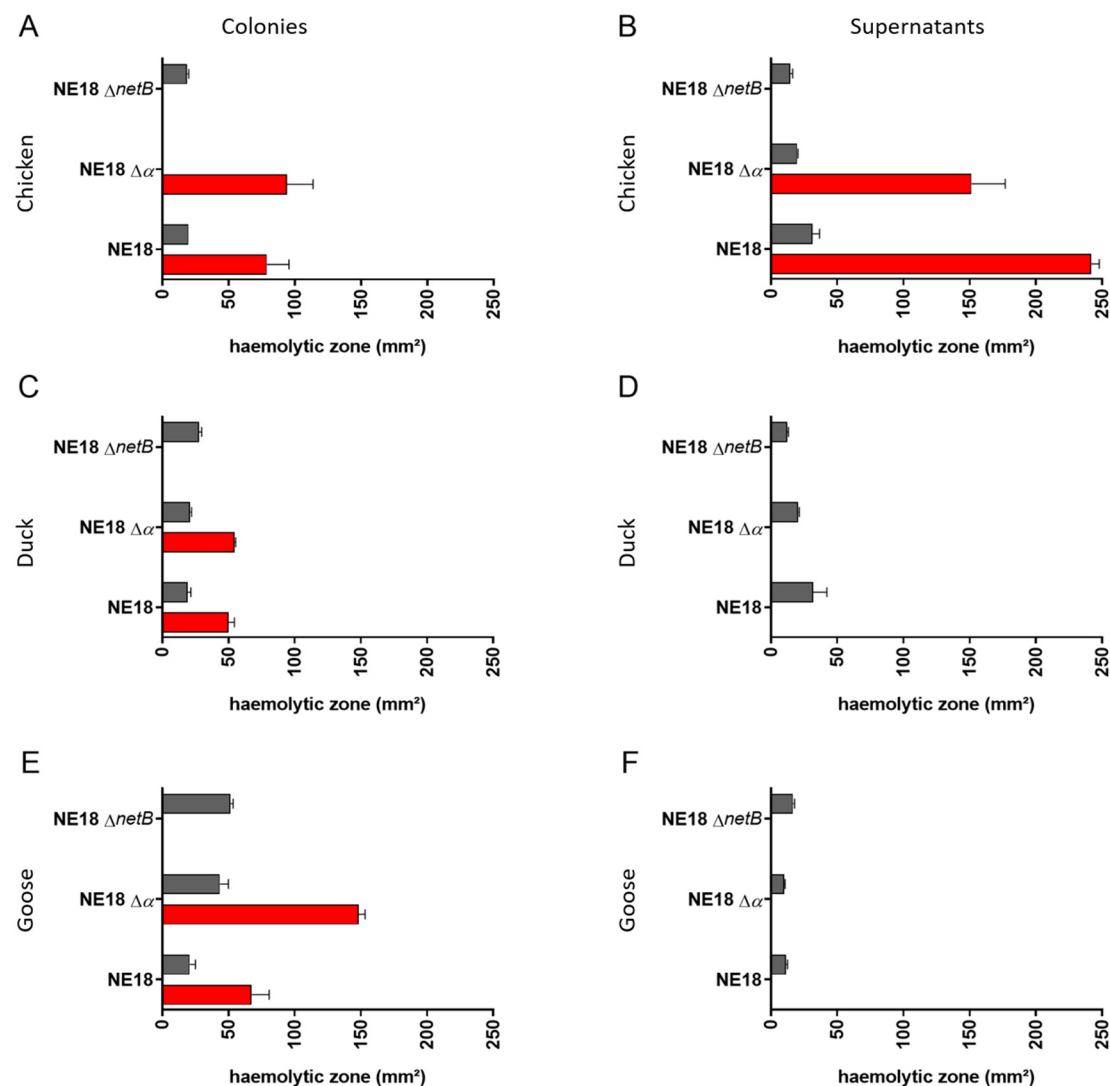 A
Colonies
Chicken
NE18 ΔnetB
NE18 Δα
NE18
0 50 100 150 200 250
haemolytic zone (mm²)
B
Supernatants
Chicken
NE18 ΔnetB
NE18 Δα
NE18
0 50 100 150 200 250
haemolytic zone (mm²)
C
Duck
NE18 ΔnetB
NE18 Δα
NE18
0 50 100 150 200 250
haemolytic zone (mm²)
D
Duck
NE18 ΔnetB
NE18 Δα
NE18
0 50 100 150 200 250
haemolytic zone (mm²)
E
Goose
NE18 ΔnetB
NE18 Δα
NE18
0 50 100 150 200 250
haemolytic zone (mm²)
F
Goose
NE18 ΔnetB
NE18 Δα
NE18
0 50 100 150 200 250
haemolytic zone (mm²)